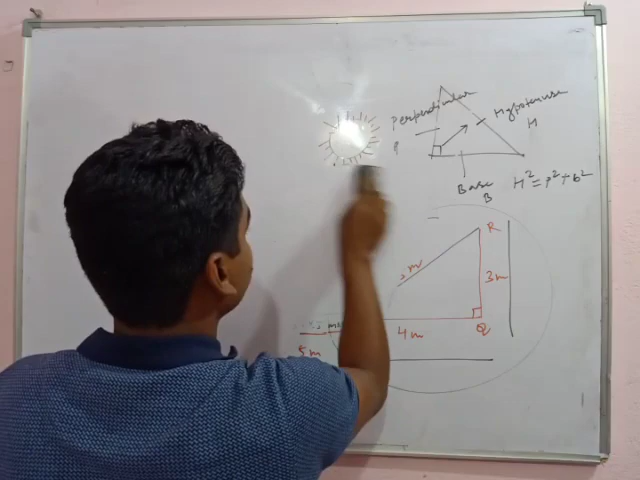 Perpendicular
P
Hypotenuse
H
Base
B
H²=P²+b²
R
m
3m
Q
4m
5m